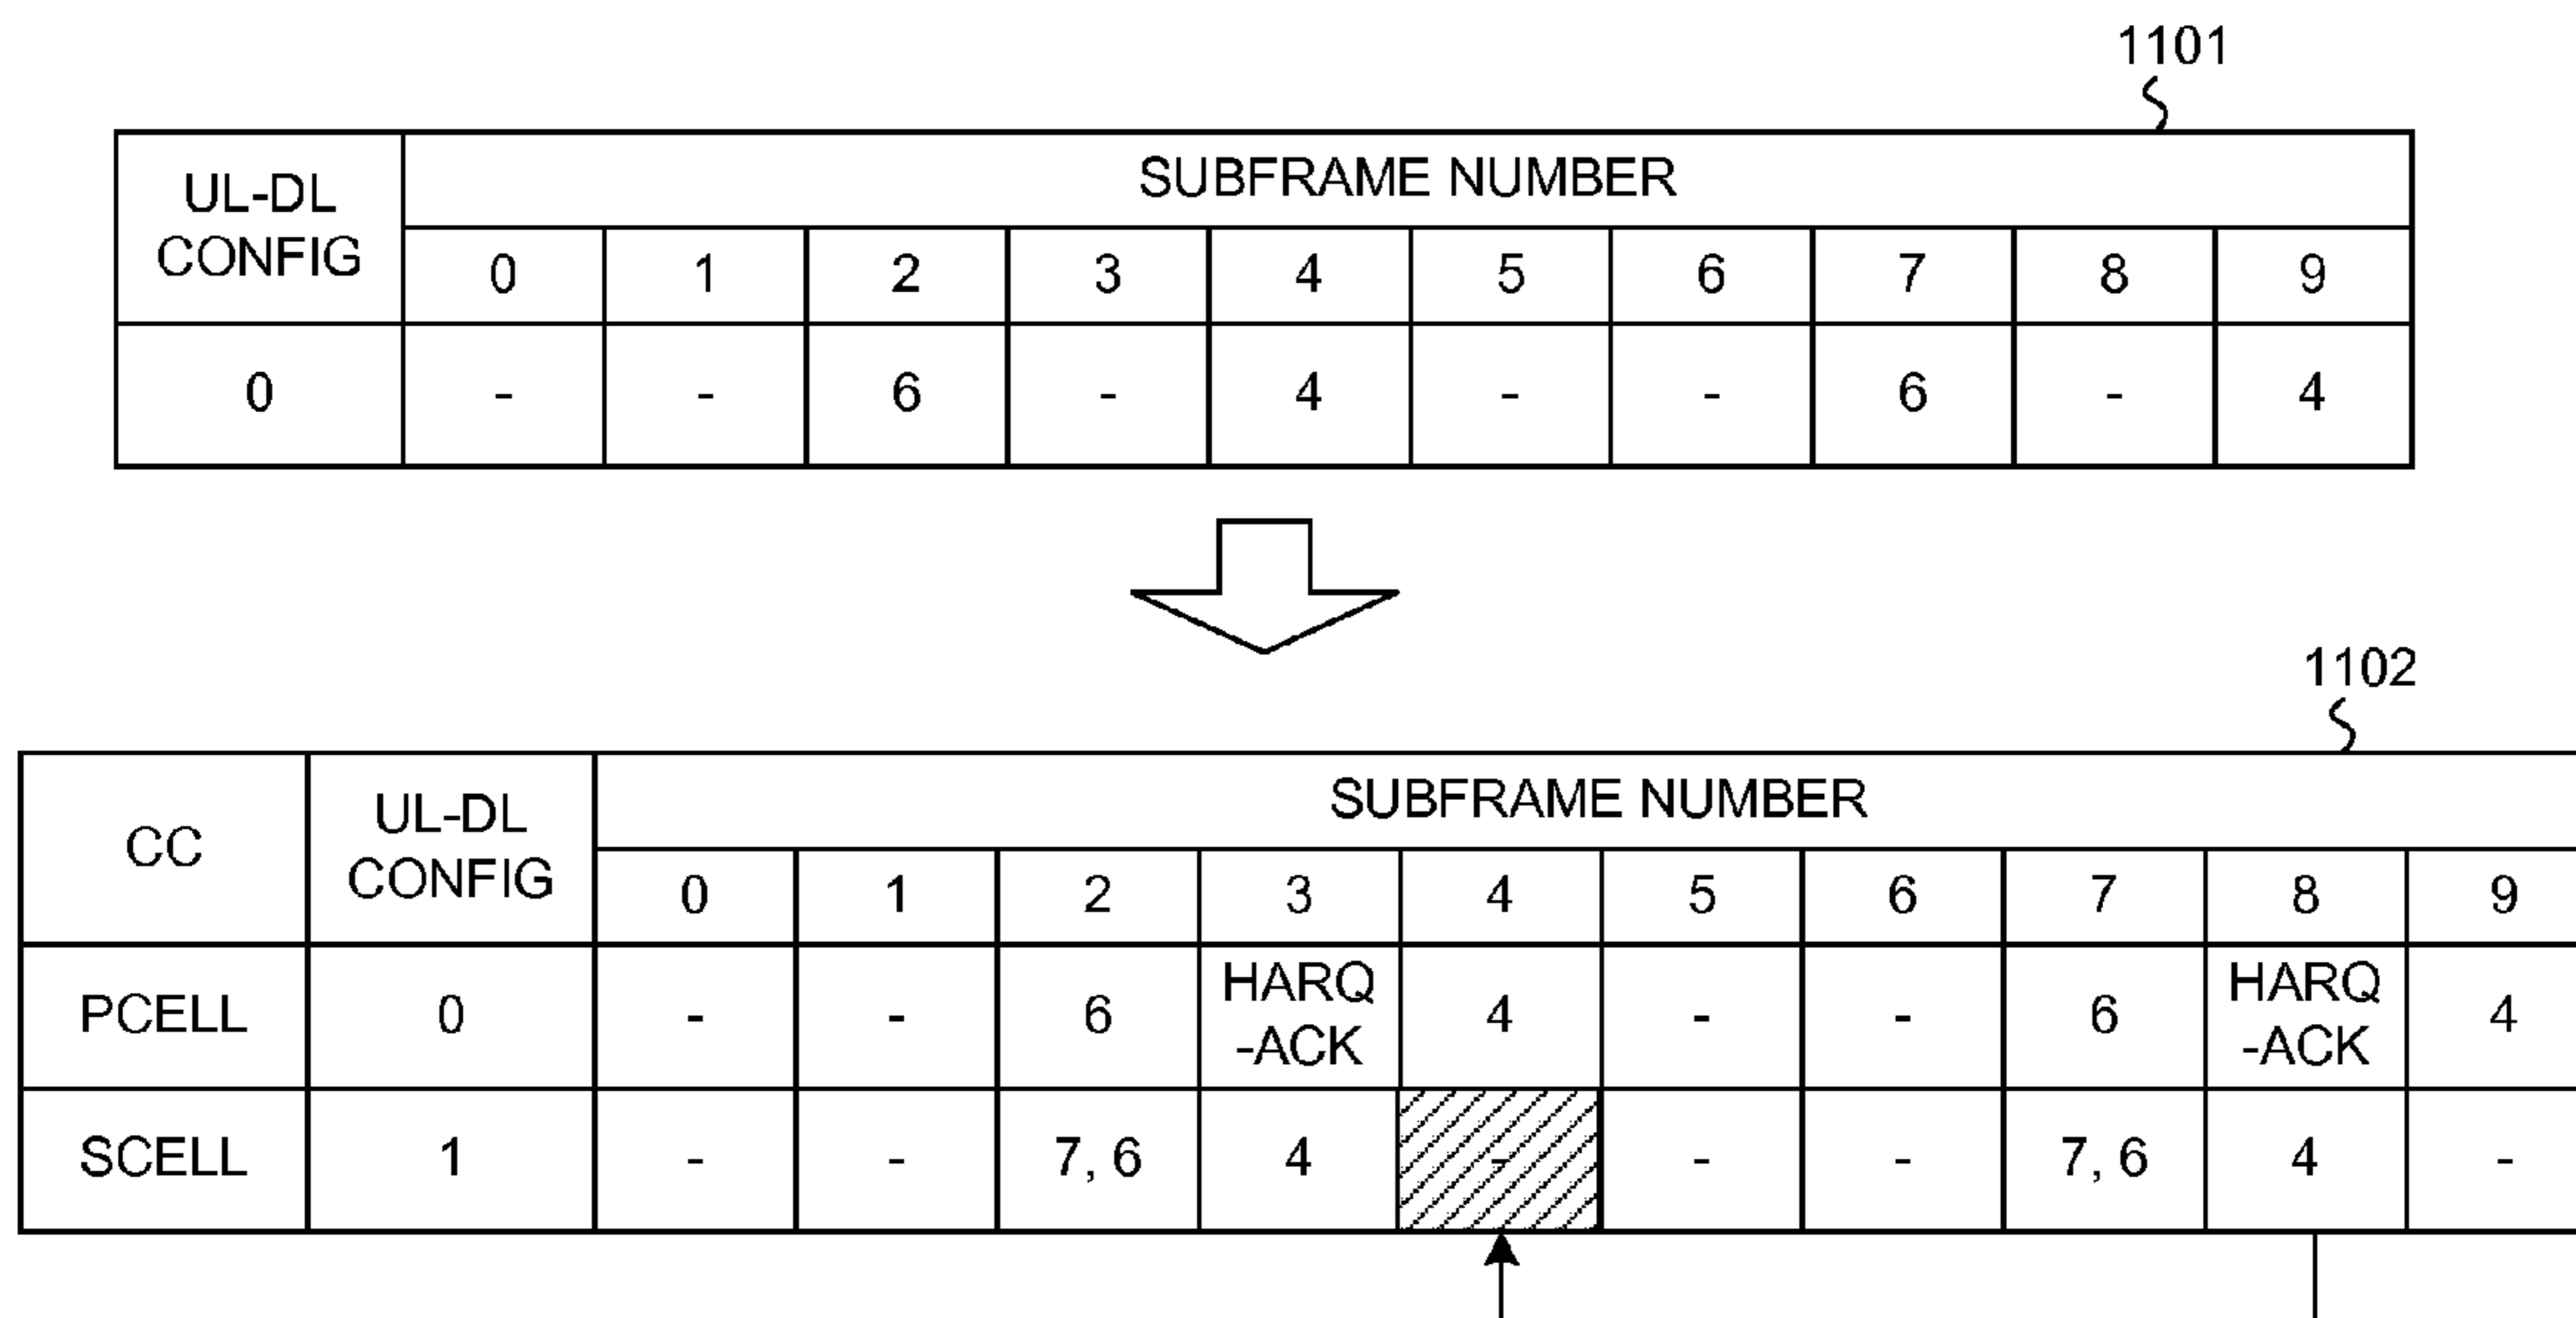 1101
UL-DL CONFIG SUBFRAME NUMBER
0 1 2 3 4 5 6 7 8 9
0 - - 6 - 4 - - 6 - 4
1102
CC UL-DL CONFIG SUBFRAME NUMBER
0 1 2 3 4 5 6 7 8 9
PCELL 0 - - 6 HARQ-ACK 4 - - 6 HARQ-ACK 4
SCELL 1 - - 7, 6 4 - - - 7, 6 4 -